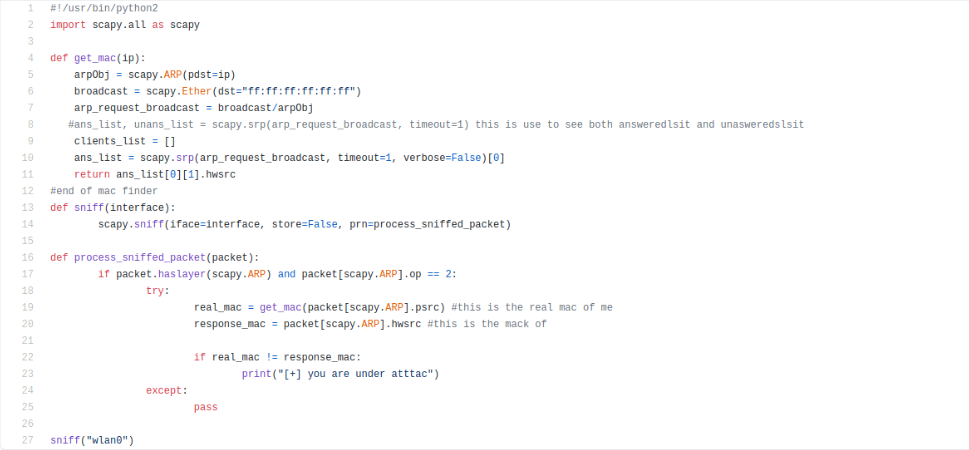 1 #!/usr/bin/python2
2 import scapy.all as scapy
3
4 def get_mac(ip):
5     arpObj = scapy.ARP(pdst=ip)
6     broadcast = scapy.Ether(dst="ff:ff:ff:ff:ff:ff")
7     arp_request_broadcast = broadcast/arpObj
8    #ans_list, unans_list = scapy.srp(arp_request_broadcast, timeout=1) this is use to see both answeredlsit and unasweredslsit
9     clients_list = []
10     ans_list = scapy.srp(arp_request_broadcast, timeout=1, verbose=False)[0]
11     return ans_list[0][1].hwsrc
12 #end of mac finder
13 def sniff(interface):
14         scapy.sniff(iface=interface, store=False, prn=process_sniffed_packet)
15
16 def process_sniffed_packet(packet):
17         if packet.haslayer(scapy.ARP) and packet[scapy.ARP].op == 2:
18                 try:
19                         real_mac = get_mac(packet[scapy.ARP].psrc) #this is the real mac of me
20                         response_mac = packet[scapy.ARP].hwsrc #this is the mack of
21
22                         if real_mac != response_mac:
23                                 print("[+] you are under atttac")
24                 except:
25                         pass
26
27 sniff("wlan0")